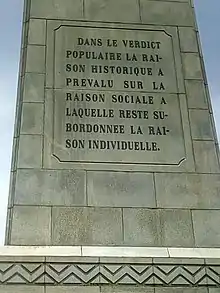 DANS LE VERDICT
POPULAIRE LA RAI-
SON HISTORIQUE A
PREVALU SUR LA
RAISON SOCIALE A
LAQUELLE RESTE SU-
BORDONNEE LA RAI-
SON INDIVIDUELLE.